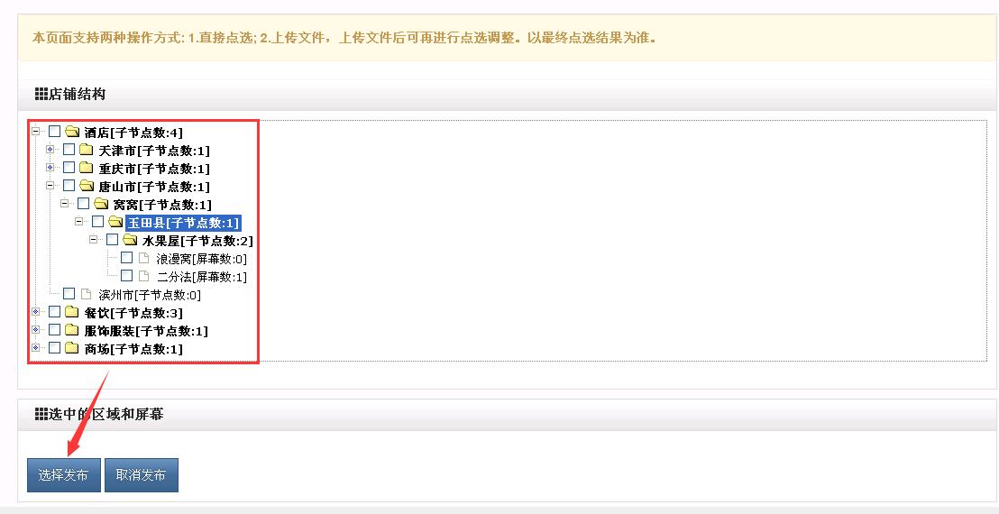 本页面支持两种操作方式: 1.直接点选; 2.上传文件，上传文件后可再进行点选调整。以最终点选结果为准。
店铺结构
酒店[子节点数:4]
天津市[子节点数:1]
重庆市[子节点数:1]
唐山市[子节点数:1]
窝窝[子节点数:1]
玉田县[子节点数:1]
水果屋[子节点数:2]
浪漫窝[屏幕数:0]
二分法[屏幕数:1]
滨州市[子节点数:0]
餐饮[子节点数:3]
服饰服装[子节点数:1]
商场[子节点数:1]
选中的区域和屏幕
选择发布 取消发布